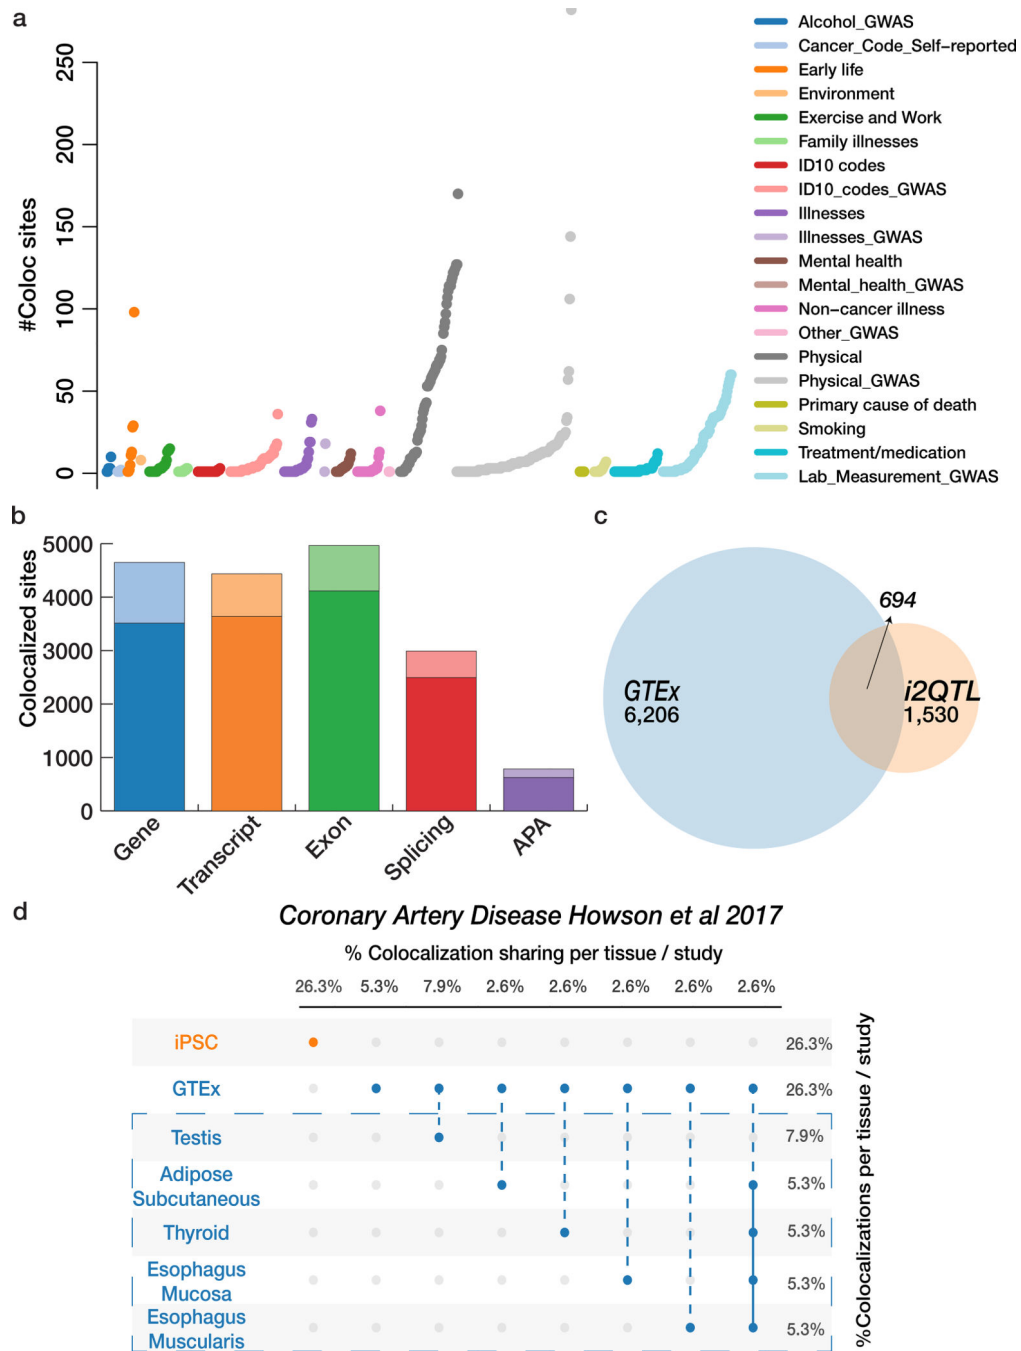 a
#Coloc sites
250
200
150
100
50
0
Alcohol_GWAS
Cancer_Code_Self-reported
Early life
Environment
Exercise and Work
Family illnesses
ID10 codes
ID10_codes_GWAS
Illnesses
Illnesses_GWAS
Mental health
Mental_health_GWAS
Non-cancer illness
Other_GWAS
Physical
Physical_GWAS
Primary cause of death
Smoking
Treatment/medication
Lab_Measurement_GWAS
b
Colocalized sites
5000
4000
3000
2000
1000
0
Gene
Transcript
Exon
Splicing
APA
c
694
GTEx
6,206
i2QTL
1,530
d
Coronary Artery Disease Howson et al 2017
% Colocalization sharing per tissue / study
26.3% 5.3% 7.9% 2.6% 2.6% 2.6% 2.6% 2.6%
iPSC 26.3%
GTEx 26.3%
Testis 7.9%
Adipose
Subcutaneous 5.3%
Thyroid 5.3%
Esophagus
Mucosa 5.3%
Esophagus
Muscularis 5.3%
%Colocalizations per tissue / study